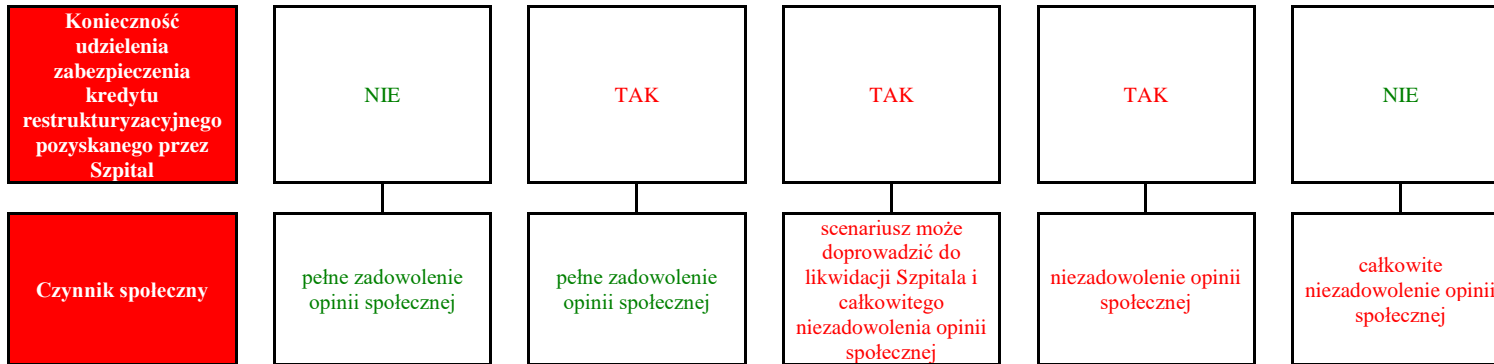 Konieczność
udzielenia
zabezpieczenia
kredytu
restrukturyzacyjnego
pozyskanego przez
Szpital
NIE
TAK
TAK
TAK
NIE
Czynnik społeczny
pełne zadowolenie
opinii społecznej
pełne zadowolenie
opinii społecznej
scenariusz może
doprowadzić do
likwidacji Szpitala i
całkowitego
niezadowolenia opinii
społecznej
niezadowolenie opinii
społecznej
całkowite
niezadowolenie opinii
społecznej